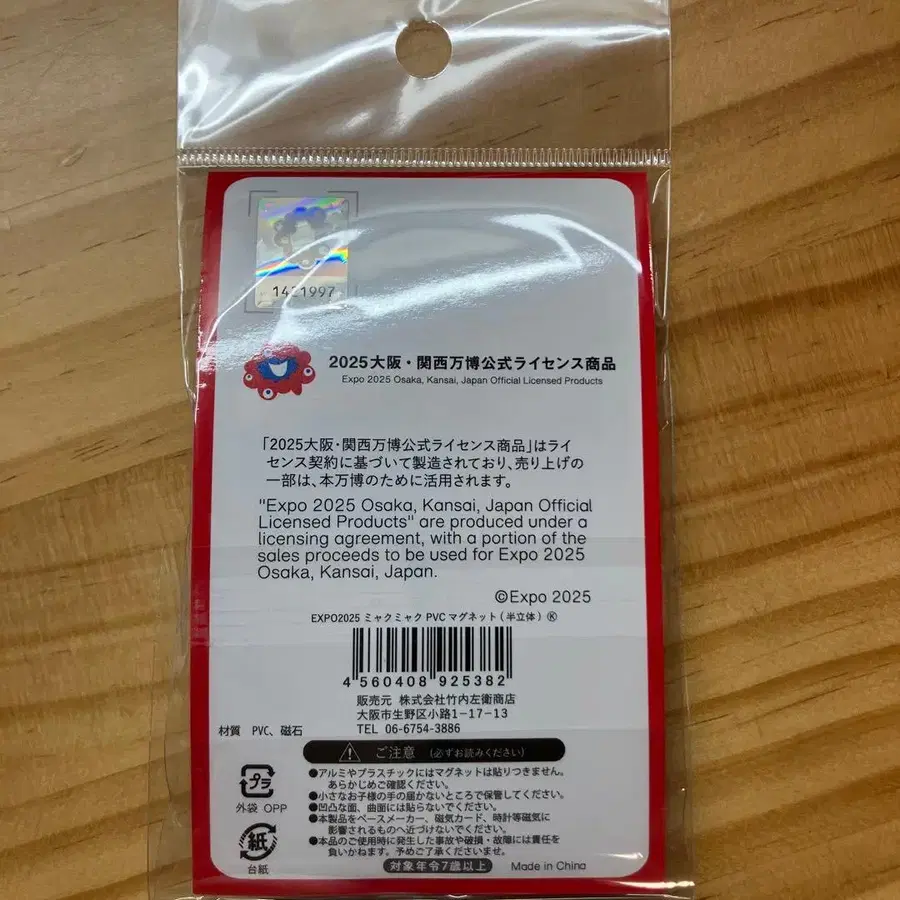 1421997
2025大阪・関西万博公式ライセンス商品
Expo 2025 Osaka, Kansai, Japan Official Licensed Products
「2025大阪・関西万博公式ライセンス商品」はライ
センス契約に基づいて製造されており、売り上げの
一部は、本万博のために活用されます。
"Expo 2025 Osaka, Kansai, Japan Official
Licensed Products" are produced under a
licensing agreement, with a portion of the
sales proceeds to be used for Expo 2025
Osaka, Kansai, Japan.
©Expo 2025
EXPO2025 ミャクミャク PVC マグネット(半立体) Ⓚ
4 560408 925382
販売元 株式会社竹内左衛商店
大阪市生野区小路1-17-13
TEL 06-6754-3886
材質 PVC、磁石
ご注意 (必ずお読みください)
●アルミやプラスチックにはマグネットは貼りつきません。
あらかじめご確認ください。
●小さなお子様の手の届かないところで保管してください。
●凹凸な面、曲面には貼らないでください。
●本製品をペースメーカー、磁気カード、時計等磁気に
影響されるものへ近づけないでください。
●本品のご使用時に発生した事故や破損・故障には責任を
負いかねます。予めご了承くださいませ。
プラ
外袋 OPP
紙
台紙
対象年令7歳以上
Made in China